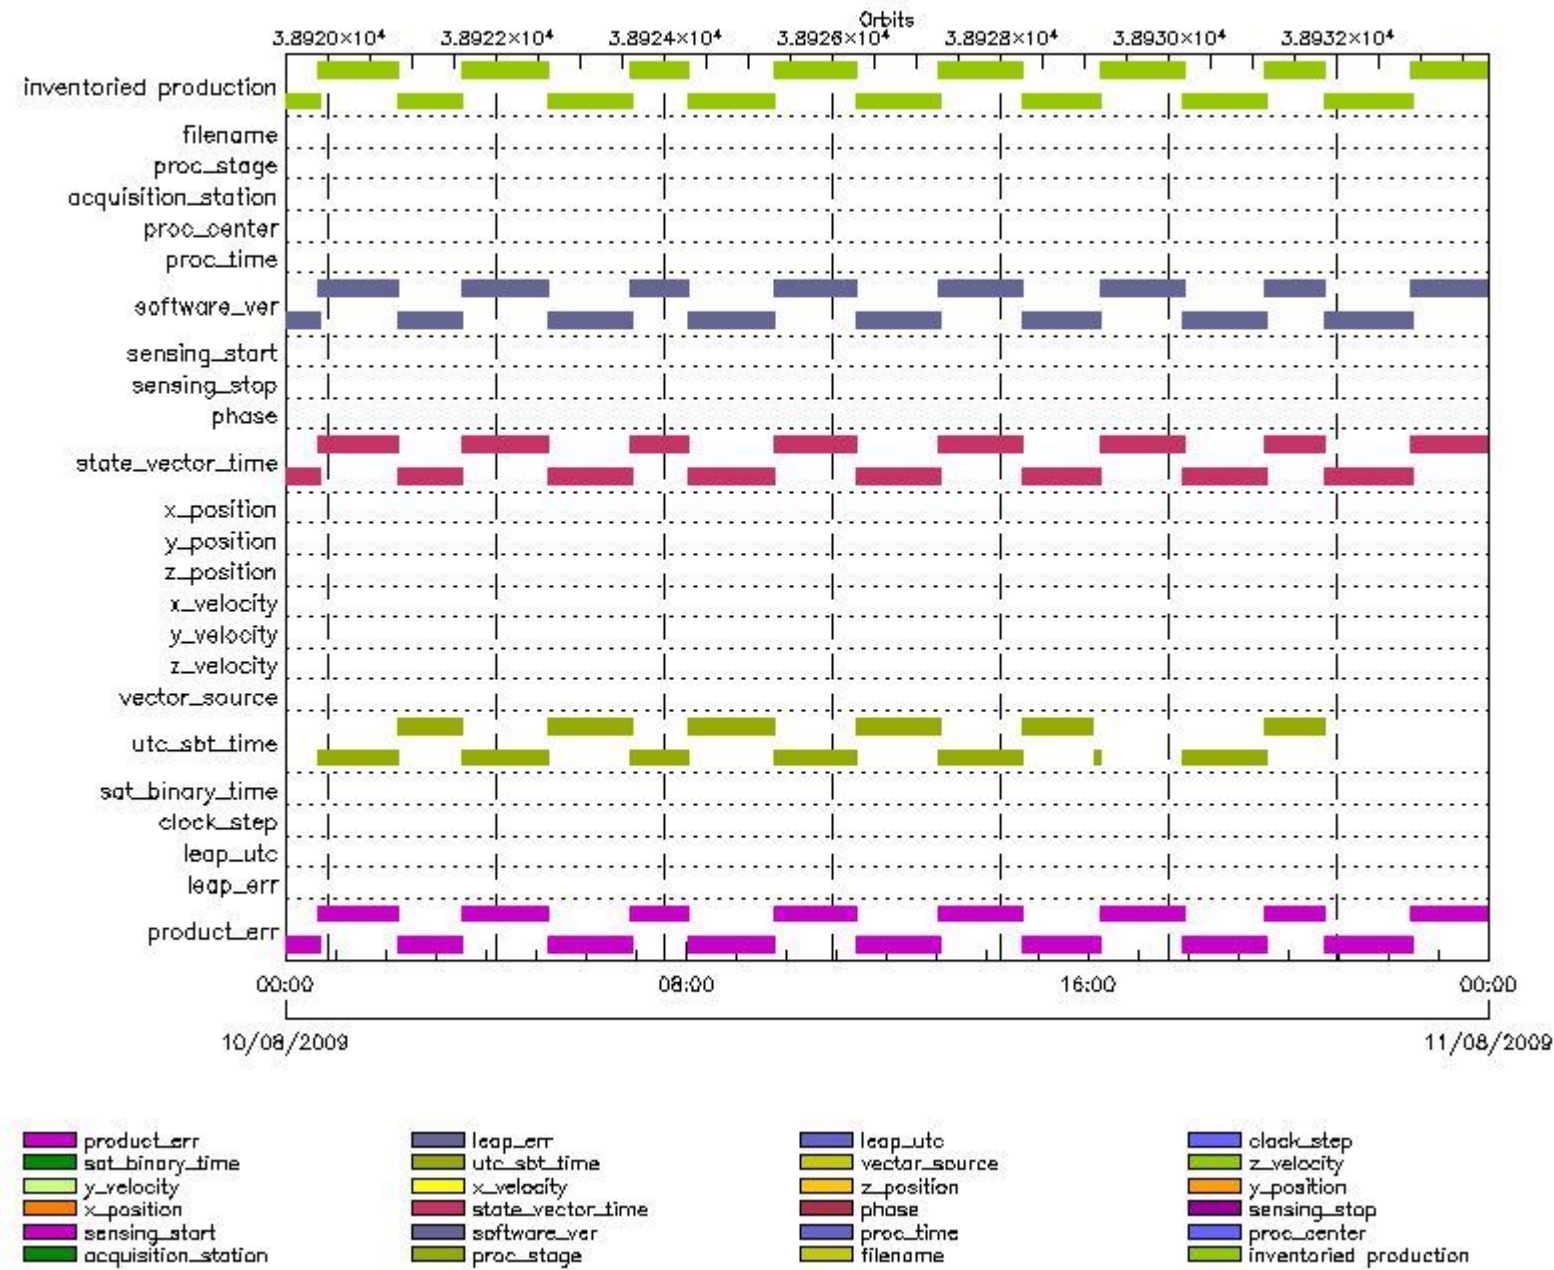 Orbits
3.8920×10⁴ 3.8922×10⁴ 3.8924×10⁴ 3.8926×10⁴ 3.8928×10⁴ 3.8930×10⁴ 3.8932×10⁴
inventoried production
filename
proc_stage
acquisition_station
proc_center
proc_time
software_ver
sensing_start
sensing_stop
phase
state_vector_time
x_position
y_position
z_position
x_velocity
y_velocity
z_velocity
vector_source
utc_sbt_time
sat_binary_time
clock_step
leap_utc
leap_err
product_err
00:00 08:00 16:00 00:00
10/08/2009 11/08/2009
product_err leap_err leap_utc clock_step
sat_binary_time utc_sbt_time vector_source z_velocity
y_velocity x_velocity z_position y_position
x_position state_vector_time phase sensing_stop
sensing_start software_ver proc_time proc_center
acquisition_station proc_stage filename inventoried production